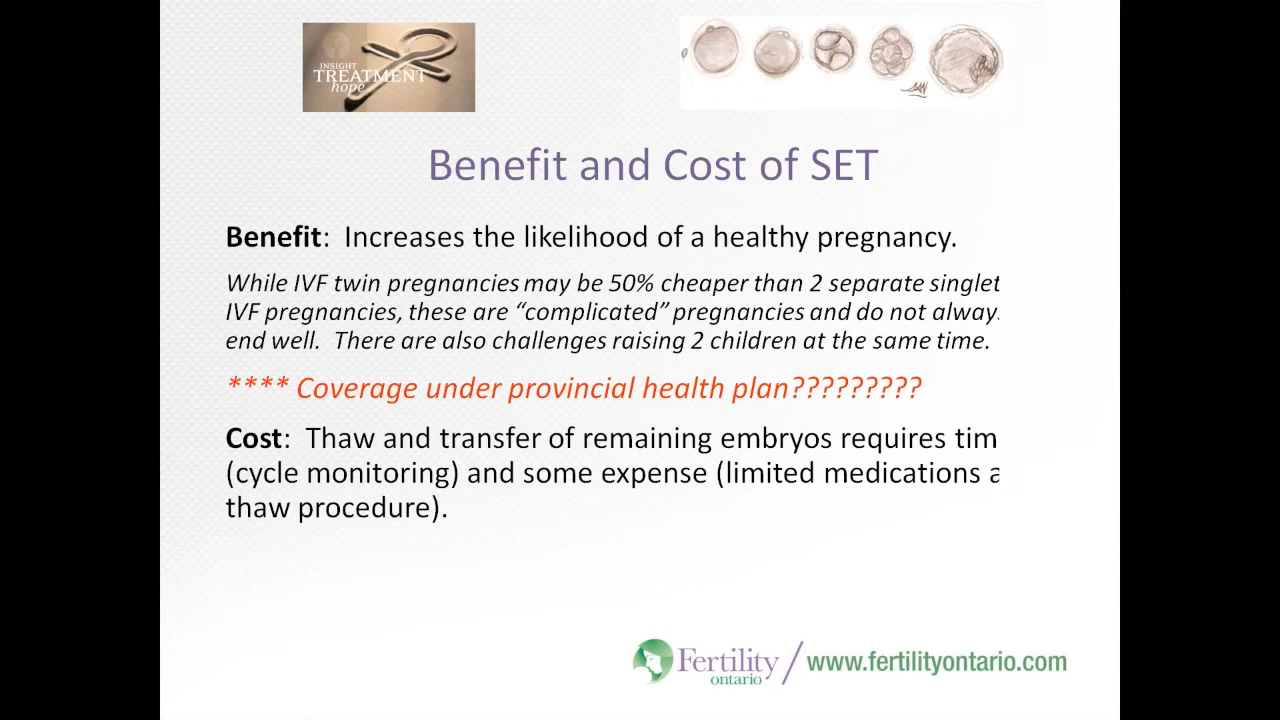 INSIGHT
TREATMENT
hope
Benefit and Cost of SET
Benefit: Increases the likelihood of a healthy pregnancy.
While IVF twin pregnancies may be 50% cheaper than 2 separate singlet
IVF pregnancies, these are “complicated” pregnancies and do not alway
end well. There are also challenges raising 2 children at the same time.
**** Coverage under provincial health plan?????????
Cost: Thaw and transfer of remaining embryos requires tim
(cycle monitoring) and some expense (limited medications a
thaw procedure).
Fertility
ontario
/ www.fertilityontario.com